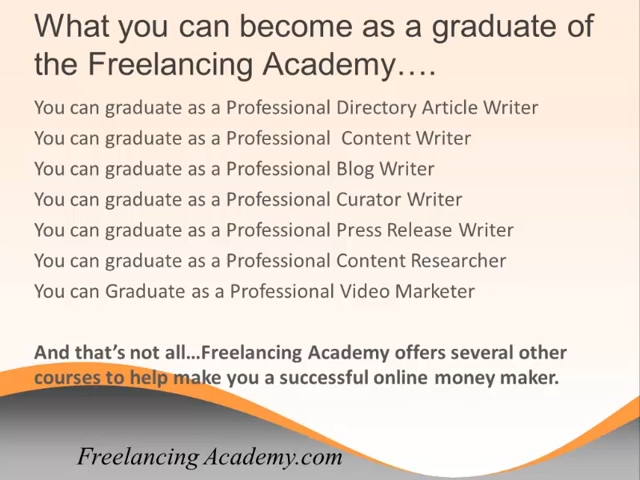 What you can become as a graduate of
the Freelancing Academy….
You can graduate as a Professional Directory Article Writer
You can graduate as a Professional  Content Writer
You can graduate as a Professional Blog Writer
You can graduate as a Professional Curator Writer
You can graduate as a Professional Press Release Writer
You can graduate as a Professional Content Researcher
You can Graduate as a Professional Video Marketer
And that’s not all…Freelancing Academy offers several other
courses to help make you a successful online money maker.
Freelancing Academy.com